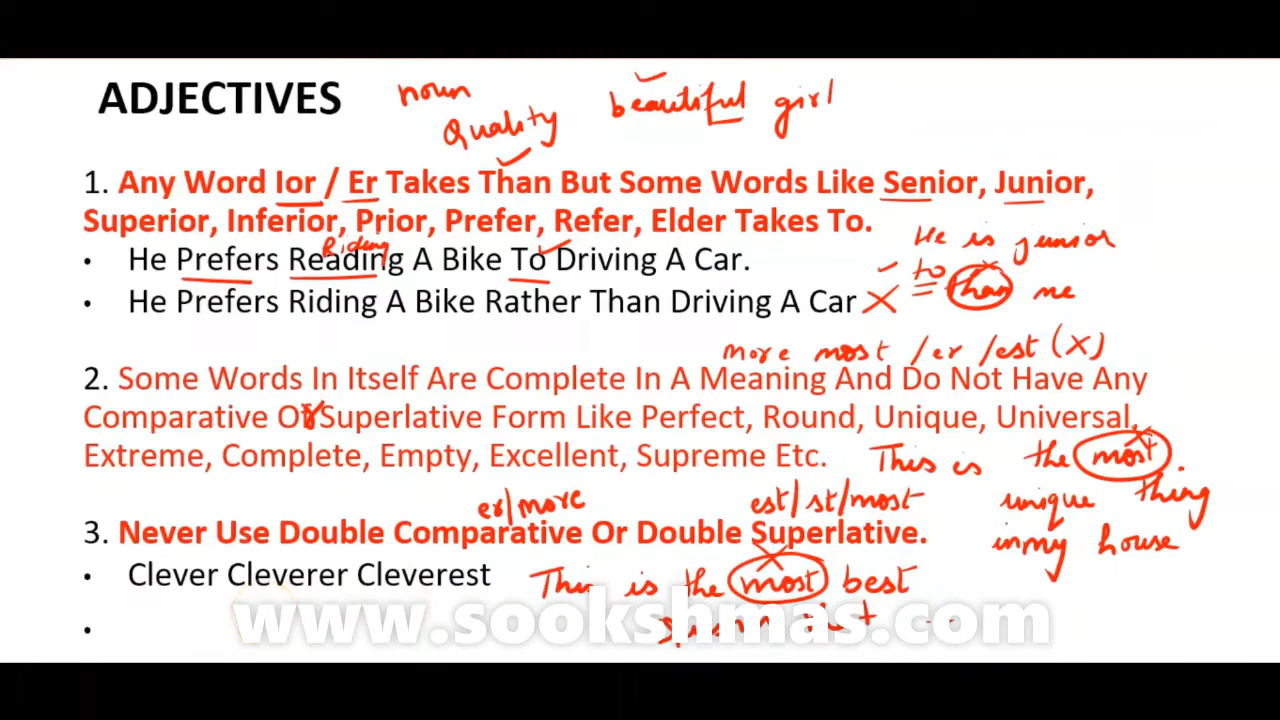 ADJECTIVES
noun
Quality
beautiful girl
1. Any Word Ior / Er Takes Than But Some Words Like Senior, Junior,
Superior, Inferior, Prior, Prefer, Refer, Elder Takes To.
Riding
• He Prefers Reading A Bike To Driving A Car.
• He Prefers Riding A Bike Rather Than Driving A Car X
He is junior
to than me
more most /er /est (X)
2. Some Words In Itself Are Complete In A Meaning And Do Not Have Any
Comparative Or Superlative Form Like Perfect, Round, Unique, Universal,
Extreme, Complete, Empty, Excellent, Supreme Etc.
This is the most
unique thing
in my house
er/more
est/st/most
3. Never Use Double Comparative Or Double Superlative.
• Clever Cleverer Cleverest
This is the most best
•
www.sookshmas.com